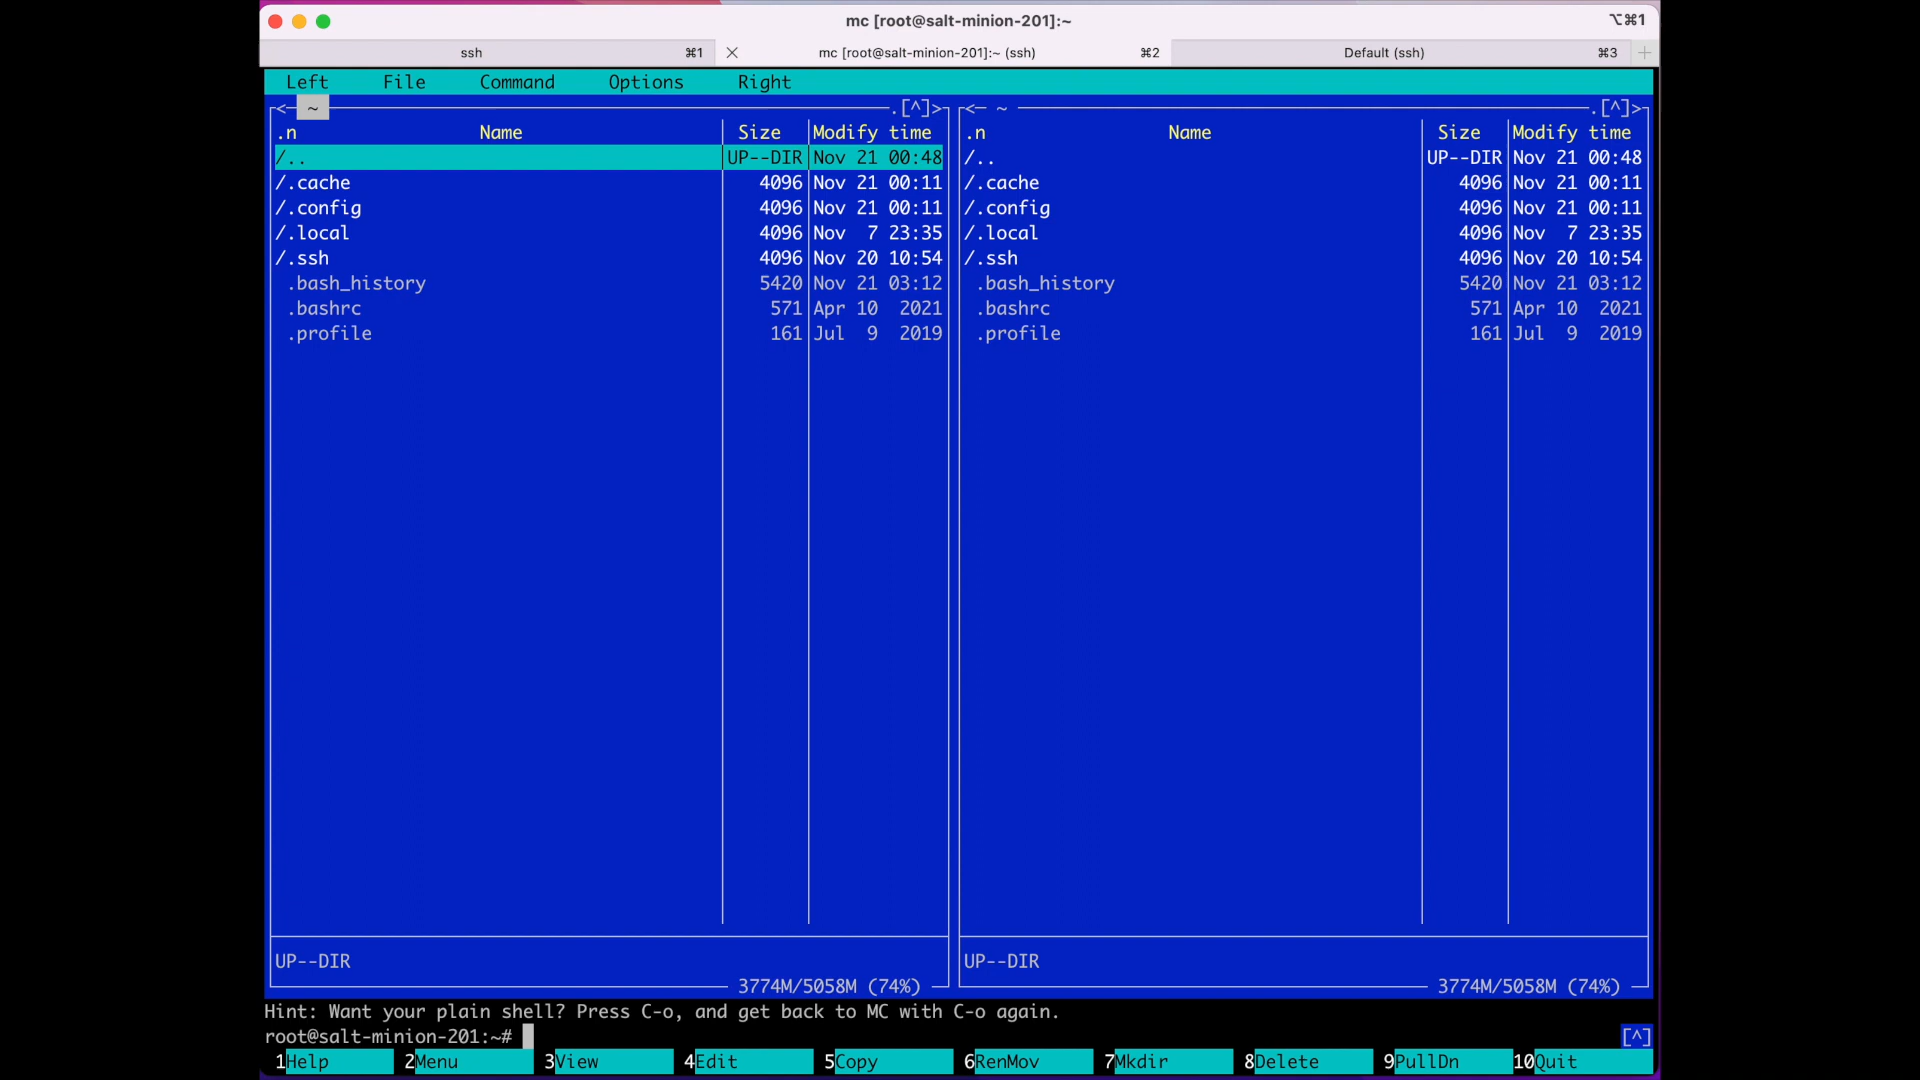 mc [root@salt-minion-201]:~ ⌥⌘1
ssh ⌘1 mc [root@salt-minion-201]:~ (ssh) ⌘2 Default (ssh) ⌘3
Left File Command Options Right
<─ ~ .[^]> <─ ~ .[^]>
.n Name Size Modify time .n Name Size Modify time
/.. UP--DIR Nov 21 00:48 /.. UP--DIR Nov 21 00:48
/.cache 4096 Nov 21 00:11 /.cache 4096 Nov 21 00:11
/.config 4096 Nov 21 00:11 /.config 4096 Nov 21 00:11
/.local 4096 Nov 7 23:35 /.local 4096 Nov 7 23:35
/.ssh 4096 Nov 20 10:54 /.ssh 4096 Nov 20 10:54
.bash_history 5420 Nov 21 03:12 .bash_history 5420 Nov 21 03:12
.bashrc 571 Apr 10 2021 .bashrc 571 Apr 10 2021
.profile 161 Jul 9 2019 .profile 161 Jul 9 2019
UP--DIR UP--DIR
3774M/5058M (74%) 3774M/5058M (74%)
Hint: Want your plain shell? Press C-o, and get back to MC with C-o again.
root@salt-minion-201:~# [^]
1Help 2Menu 3View 4Edit 5Copy 6RenMov 7Mkdir 8Delete 9PullDn 10Quit